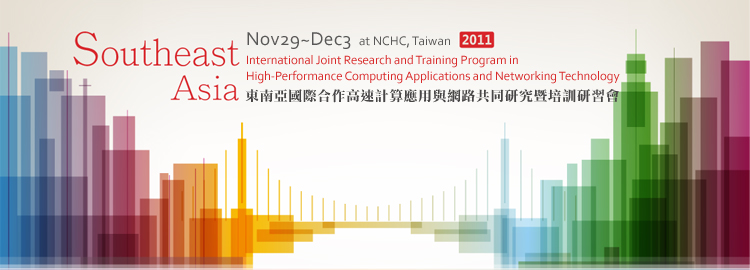 Southeast
Asia
Nov29~Dec3 at NCHC, Taiwan 2011
International Joint Research and Training Program in
High-Performance Computing Applications and Networking Technology
東南亞國際合作高速計算應用與網路共同研究暨培訓研習會